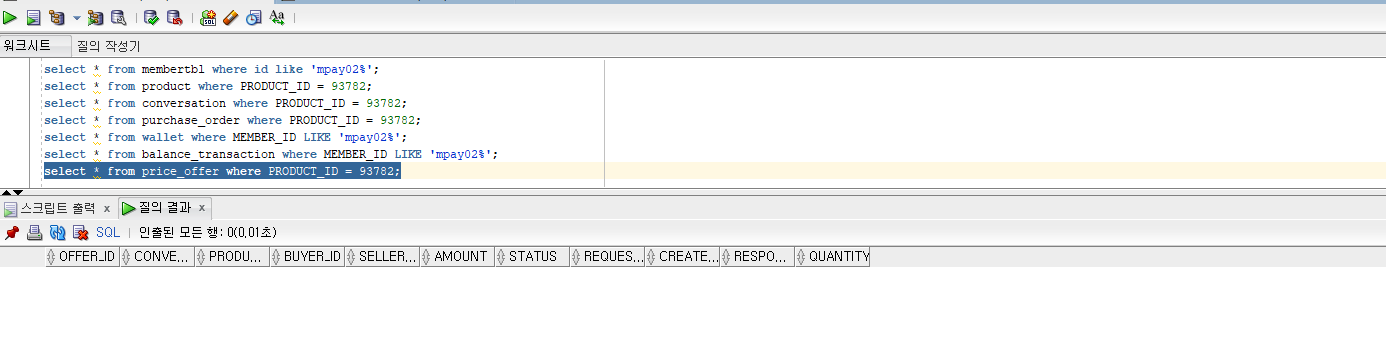 워크시트 질의 작성기
select * from membertbl where id like 'mpay02%';
select * from product where PRODUCT_ID = 93782;
select * from conversation where PRODUCT_ID = 93782;
select * from purchase_order where PRODUCT_ID = 93782;
select * from wallet where MEMBER_ID LIKE 'mpay02%';
select * from balance_transaction where MEMBER_ID LIKE 'mpay02%';
select * from price_offer where PRODUCT_ID = 93782;
스크립트 출력 x 질의 결과 x
SQL | 인출된 모든 행: 0(0,01초)
OFFER_ID CONVE... PRODU... BUYER_ID SELLER... AMOUNT STATUS REQUES... CREATE... RESPO... QUANTITY